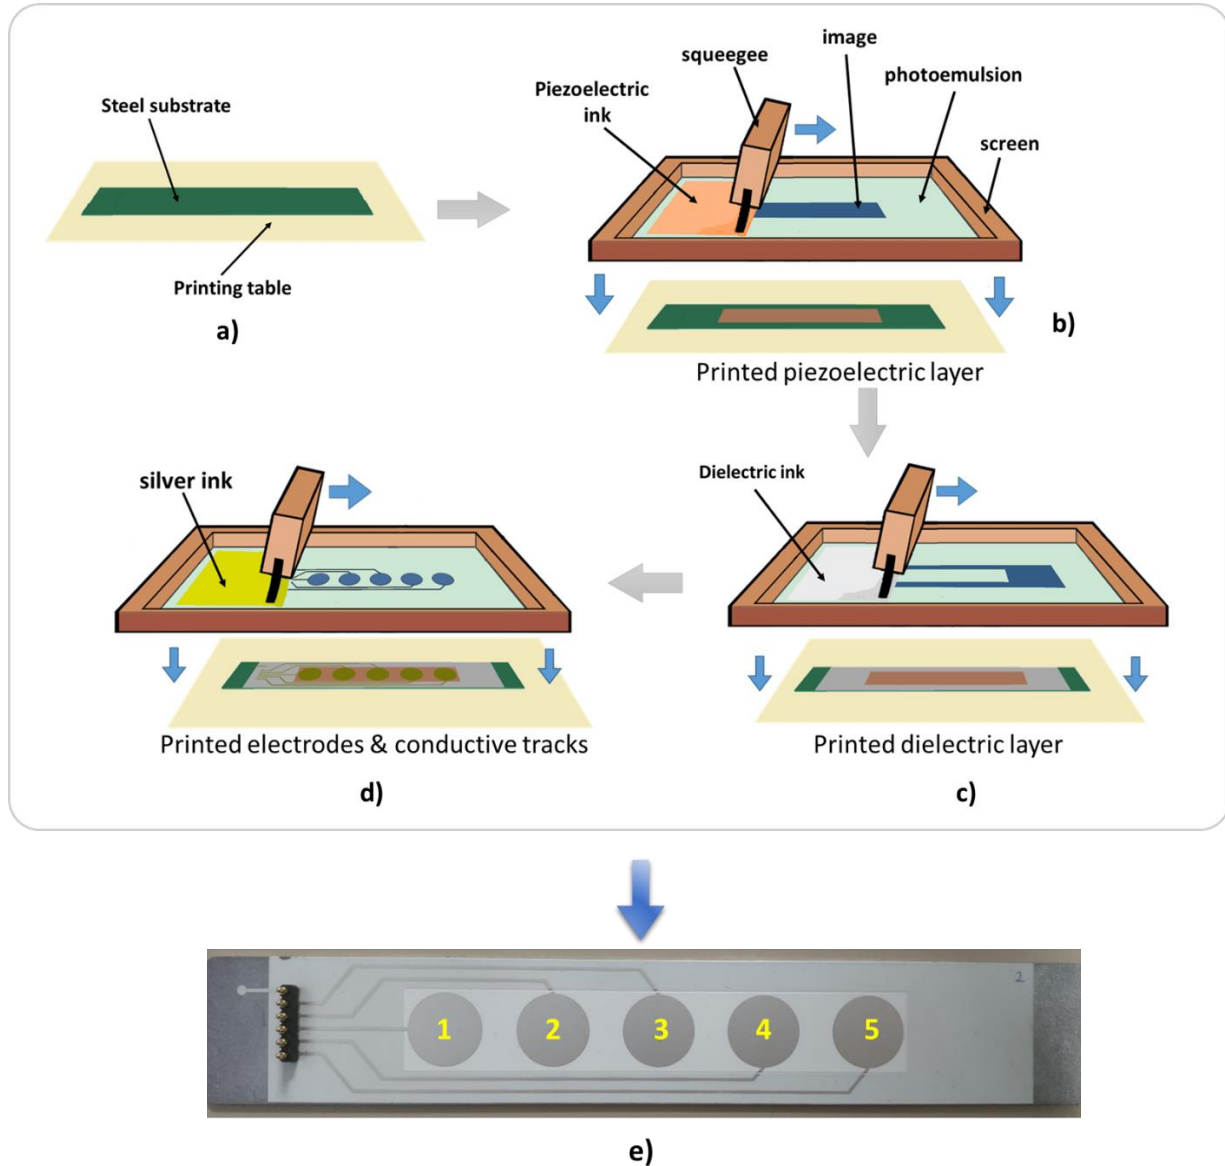 Steel substrate
Printing table
a)
squeegee
image
Piezoelectric
ink
photoemulsion
screen
b)
Printed piezoelectric layer
silver ink
Printed electrodes & conductive tracks
d)
Dielectric ink
Printed dielectric layer
c)
2
1 2 3 4 5
e)